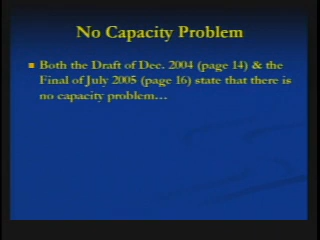 No Capacity Problem
Both the Draft of Dec. 2004 (page 14) & the
Final of July 2005 (page 16) state that there is
no capacity problem…